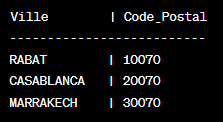 Ville | Code_Postal
--------------------------
RABAT | 10070
CASABLANCA | 20070
MARRAKECH | 30070